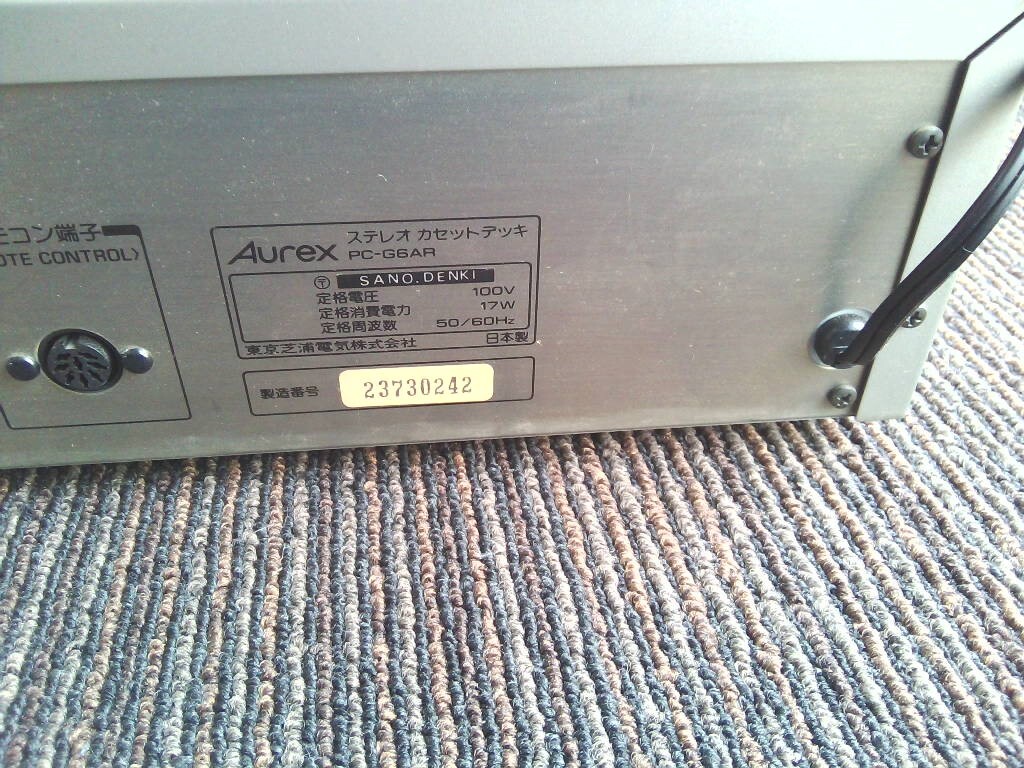 モコン端子
OTE CONTROL〉
Aurex ステレオ カセットデッキ
PC-G6AR
〒 SANO.DENKI
定格電圧 100V
定格消費電力 17W
定格周波数 50/60Hz
東京芝浦電気株式会社 日本製
製造番号 23730242